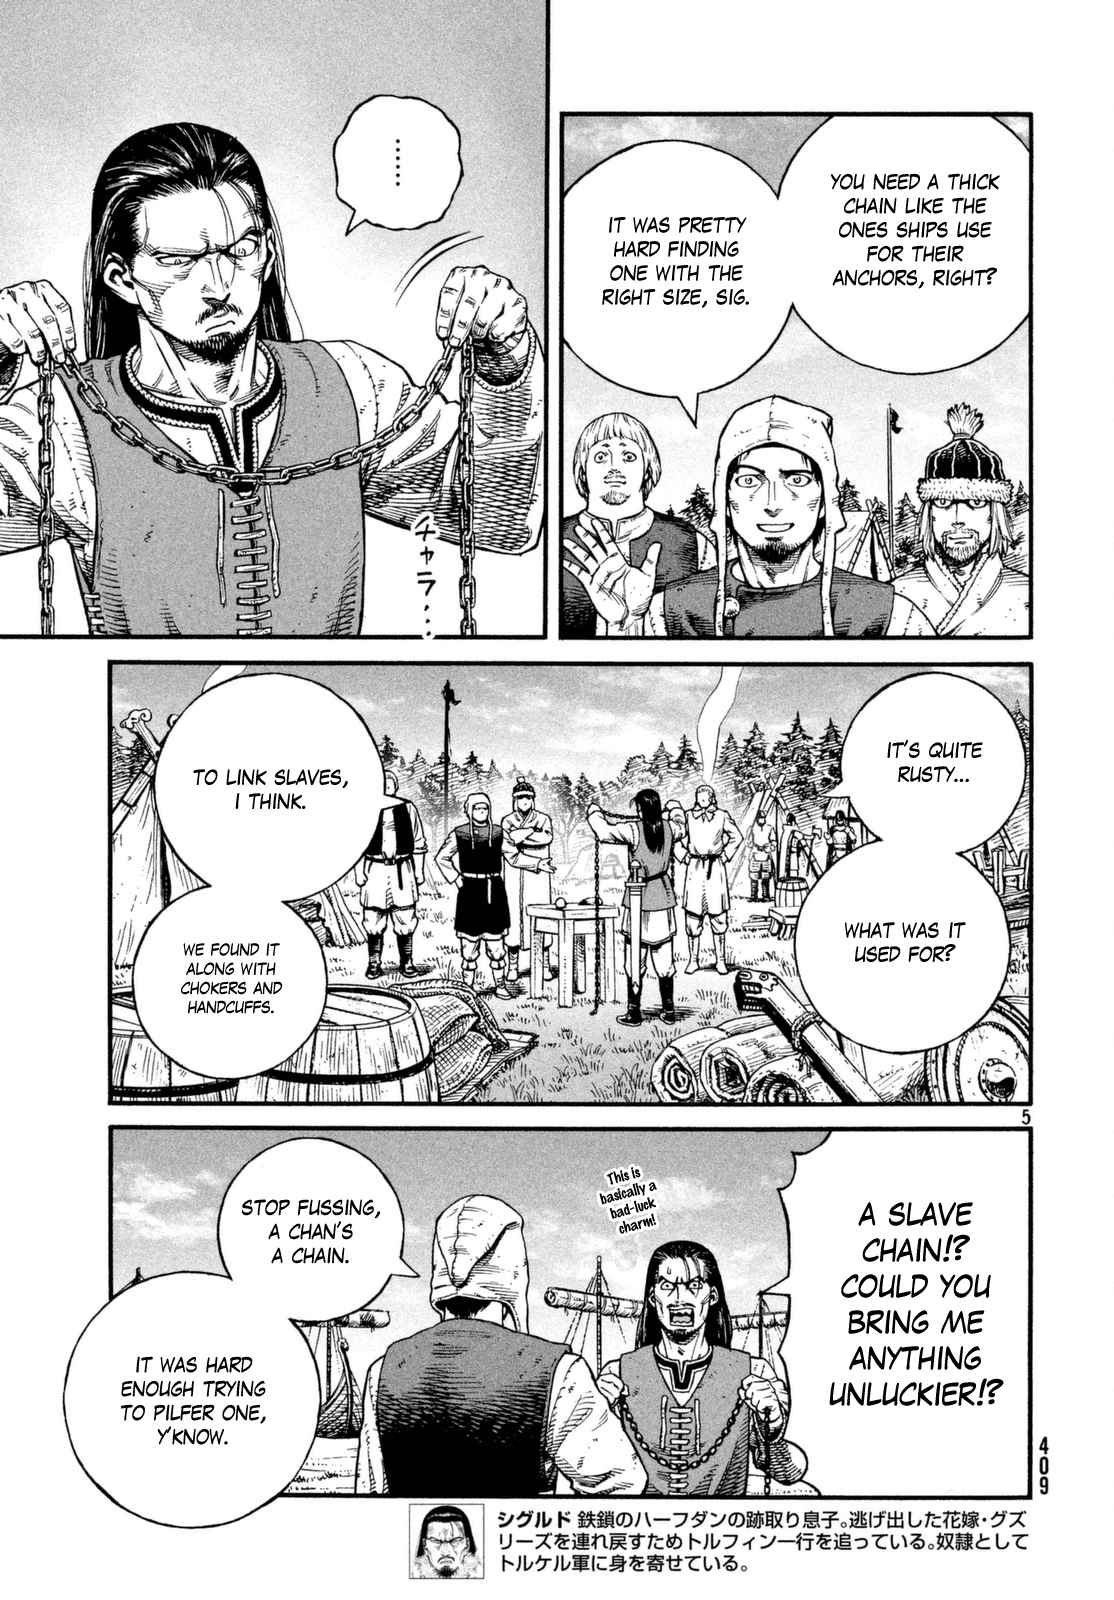 YOU NEED A THICK
CHAIN LIKE THE
ONES SHIPS USE
FOR THEIR
ANCHORS, RIGHT?
IT WAS PRETTY
HARD FINDING
ONE WITH THE
RIGHT SIZE, SIG.
……
チャラ…
IT'S QUITE
RUSTY...
WHAT WAS IT
USED FOR?
TO LINK SLAVES,
I THINK.
WE FOUND IT
ALONG WITH
CHOKERS AND
HANDCUFFS.
5
A SLAVE
CHAIN!?
COULD YOU
BRING ME
ANYTHING
UNLUCKIER!?
This is
basically a
bad-luck
charm!
STOP FUSSING,
A CHAN'S
A CHAIN.
IT WAS HARD
ENOUGH TRYING
TO PILFER ONE,
Y'KNOW.
409
シグルド 鉄鎖のハーフダンの跡取り息子。逃げ出した花嫁・グズ
リーズを連れ戻すためトルフィン一行を追っている。奴隷として
トルケル軍に身を寄せている。